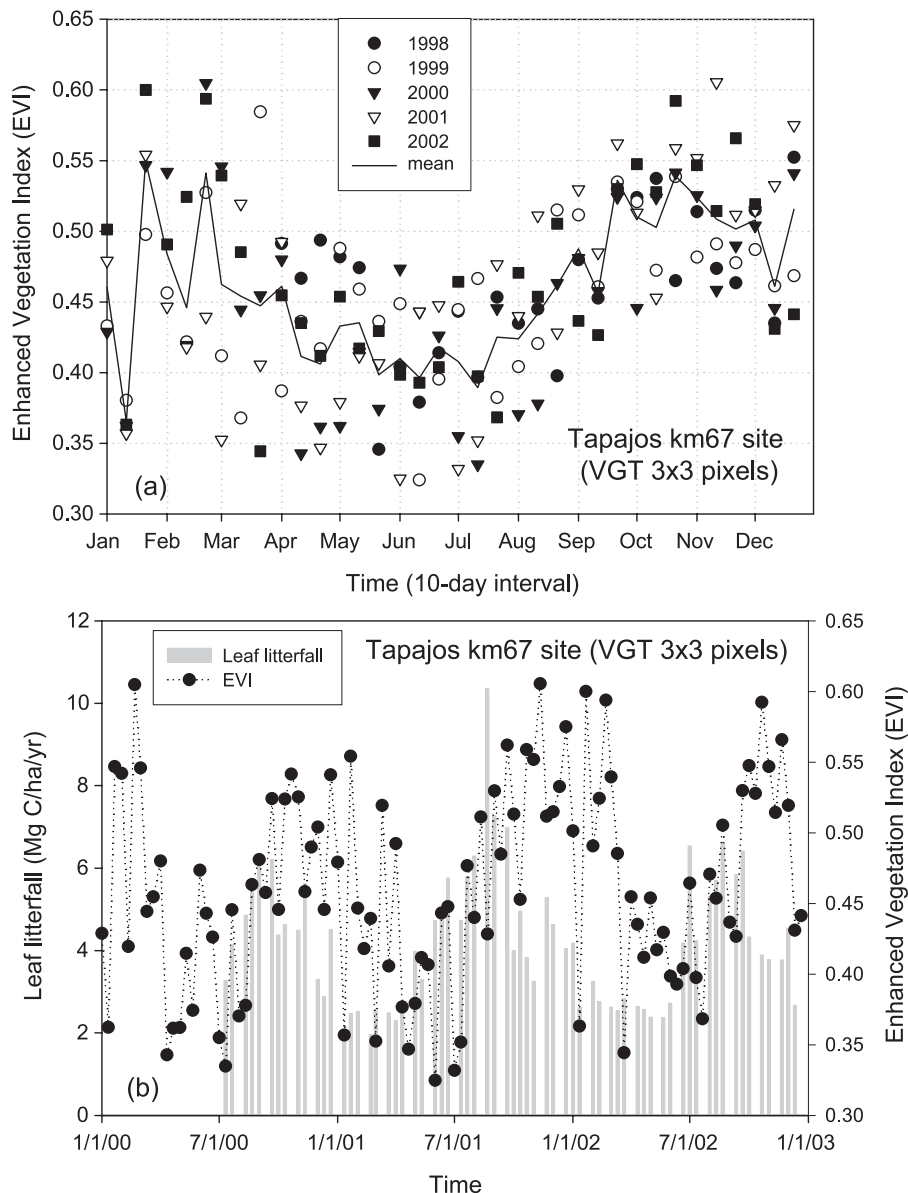 0.65
0.60
0.55
0.50
0.45
0.40
0.35
0.30
Enhanced Vegetation Index (EVI)
1998
1999
2000
2001
2002
mean
Tapajos km67 site
(VGT 3x3 pixels)
(a)
Jan Feb Mar Apr May Jun Jul Aug Sep Oct Nov Dec
Time (10-day interval)
12
10
8
6
4
2
0
Leaf litterfall (Mg C/ha/yr)
Leaf litterfall
EVI
Tapajos km67 site (VGT 3x3 pixels)
(b)
0.65
0.60
0.55
0.50
0.45
0.40
0.35
0.30
Enhanced Vegetation Index (EVI)
1/1/00 7/1/00 1/1/01 7/1/01 1/1/02 7/1/02 1/1/03
Time